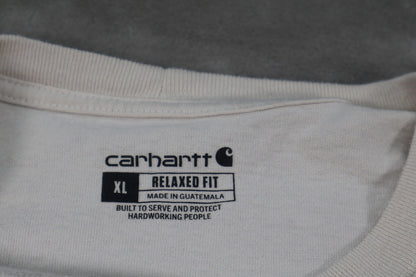 carhartt
XL RELAXED FIT
MADE IN GUATEMALA
BUILT TO SERVE AND PROTECT
HARDWORKING PEOPLE